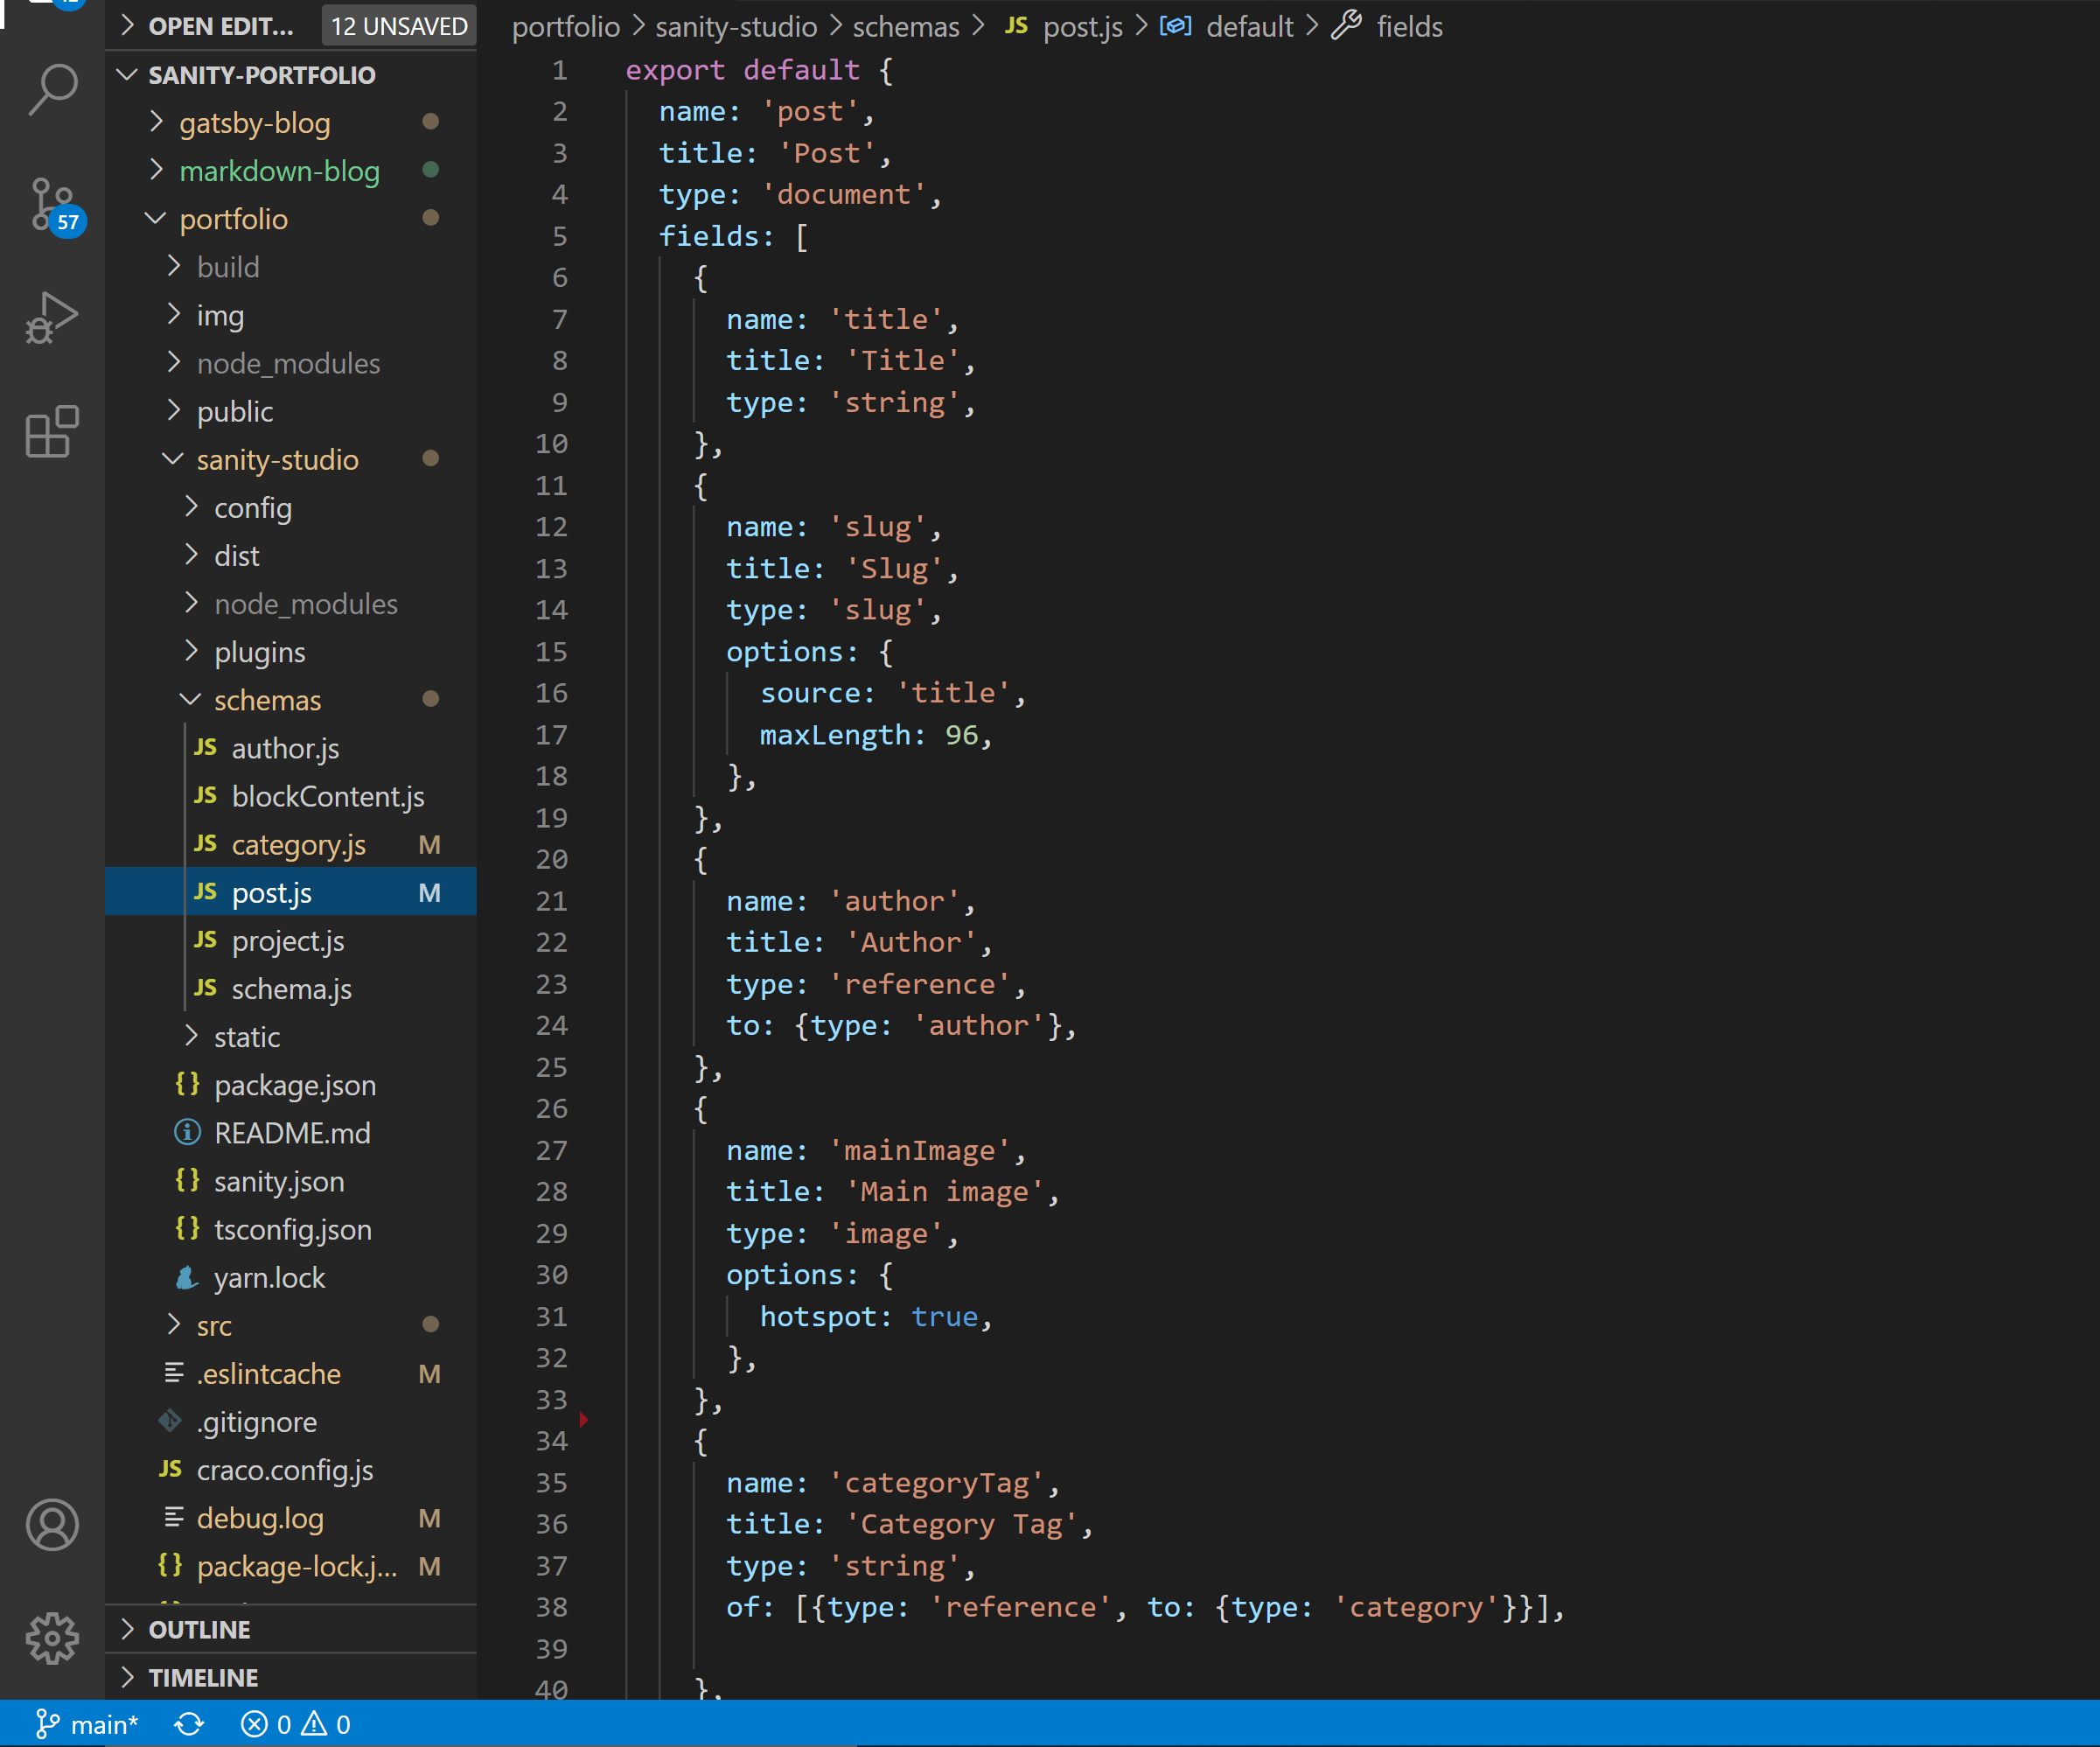 OPEN EDIT... 12 UNSAVED
SANITY-PORTFOLIO
gatsby-blog
markdown-blog
portfolio
build
img
node_modules
public
sanity-studio
config
dist
node_modules
plugins
schemas
JS author.js
JS blockContent.js
JS category.js M
JS post.js M
JS project.js
JS schema.js
static
{} package.json
README.md
{} sanity.json
{} tsconfig.json
yarn.lock
src
.eslintcache M
.gitignore
JS craco.config.js
debug.log M
{} package-lock.j... M
OUTLINE
TIMELINE
57
portfolio > sanity-studio > schemas > JS post.js > default > fields
1 export default {
2 name: 'post',
3 title: 'Post',
4 type: 'document',
5 fields: [
6 {
7 name: 'title',
8 title: 'Title',
9 type: 'string',
10 },
11 {
12 name: 'slug',
13 title: 'Slug',
14 type: 'slug',
15 options: {
16 source: 'title',
17 maxLength: 96,
18 },
19 },
20 {
21 name: 'author',
22 title: 'Author',
23 type: 'reference',
24 to: {type: 'author'},
25 },
26 {
27 name: 'mainImage',
28 title: 'Main image',
29 type: 'image',
30 options: {
31 hotspot: true,
32 },
33 },
34 {
35 name: 'categoryTag',
36 title: 'Category Tag',
37 type: 'string',
38 of: [{type: 'reference', to: {type: 'category'}}],
39
40 },
main* 0 0